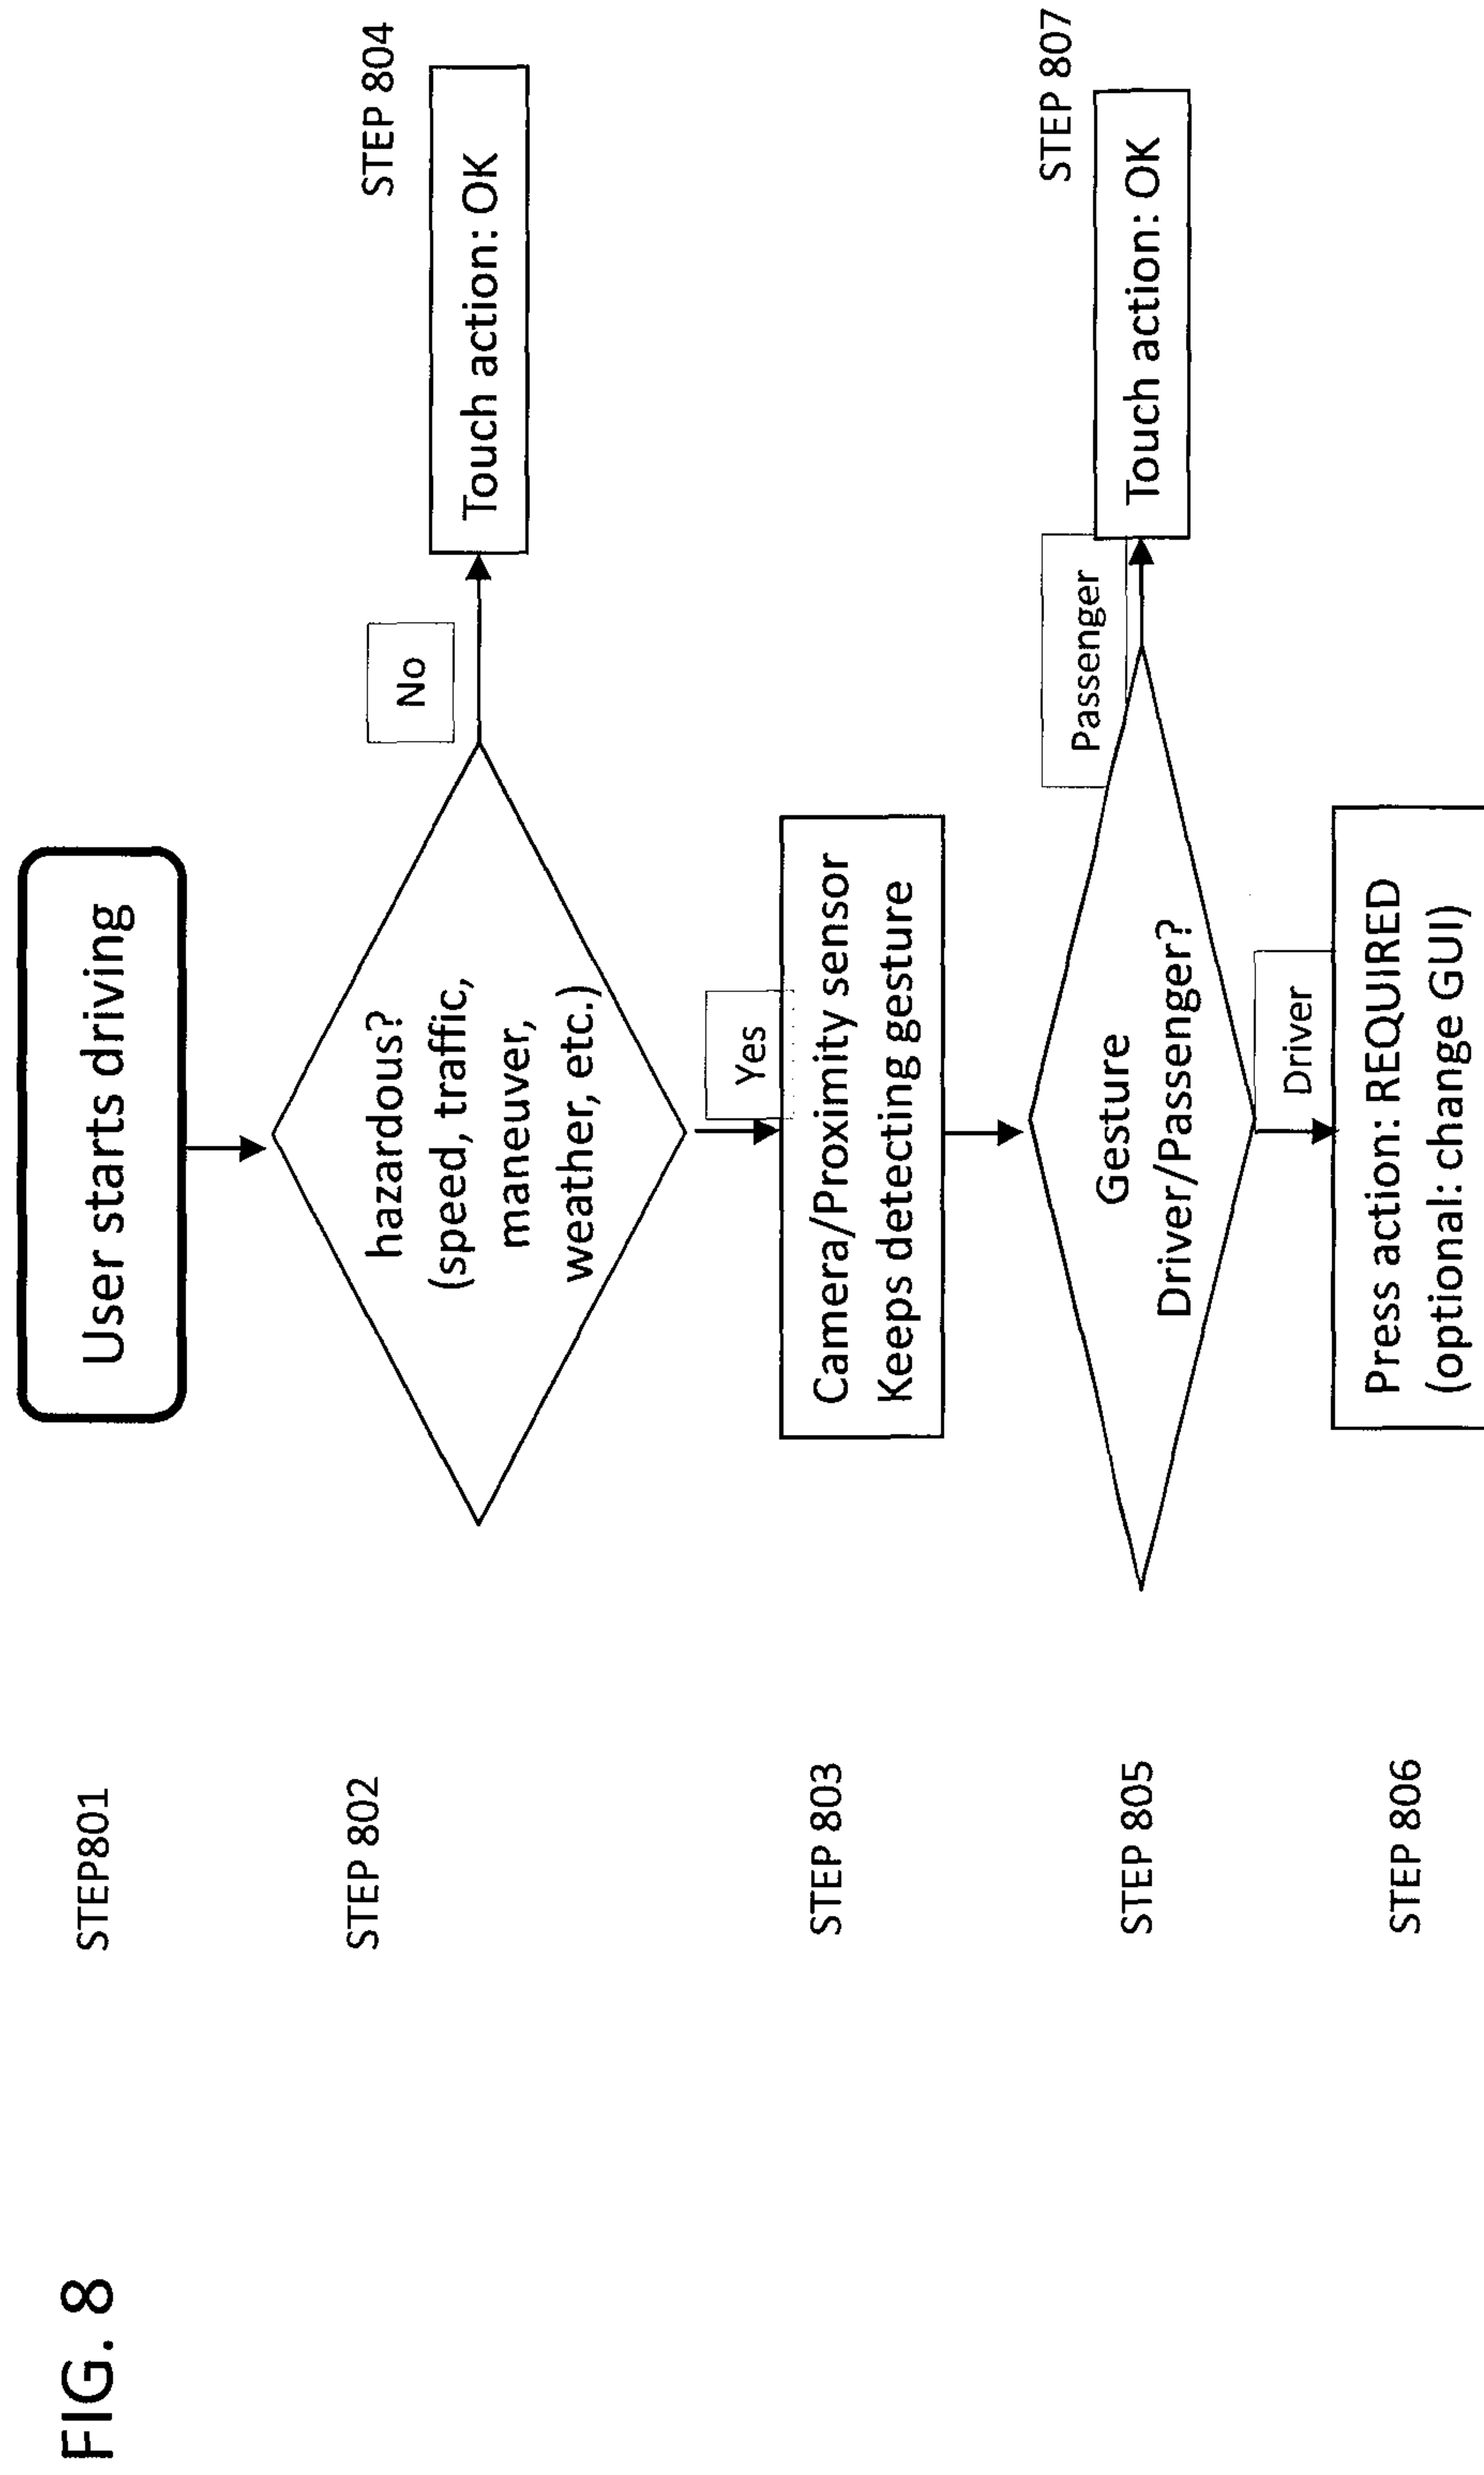 FIG. 8
STEP801
User starts driving
STEP 802
hazardous?
(speed, traffic,
maneuver,
weather, etc.)
No
STEP 804
Touch action: OK
Yes
STEP 803
Camera/Proximity sensor
Keeps detecting gesture
STEP 805
Gesture
Driver/Passenger?
Passenger
STEP 807
Touch action: OK
Driver
STEP 806
Press action: REQUIRED
(optional: change GUI)